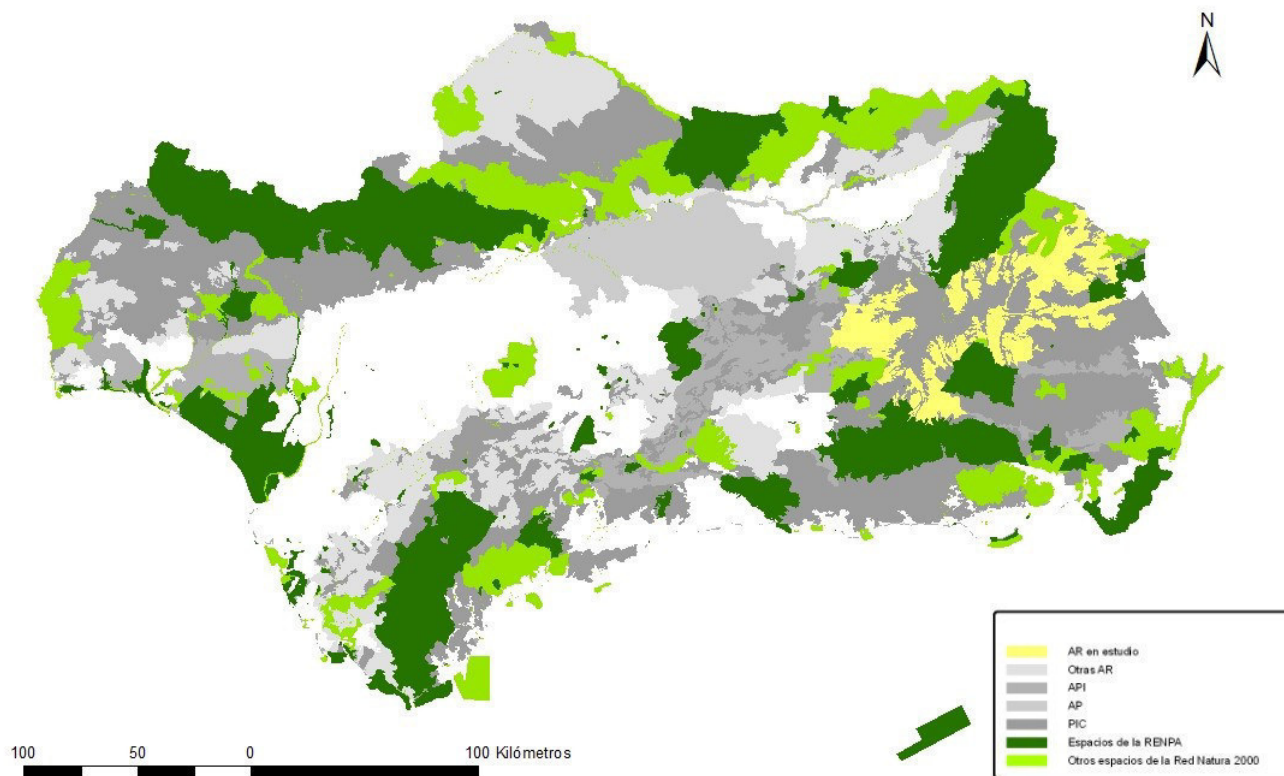 N
AR en estudio
Otras AR
API
AP
PIC
Espacios de la RENPA
Otros espacios de la Red Natura 2000
100 50 0 100 Kilómetros